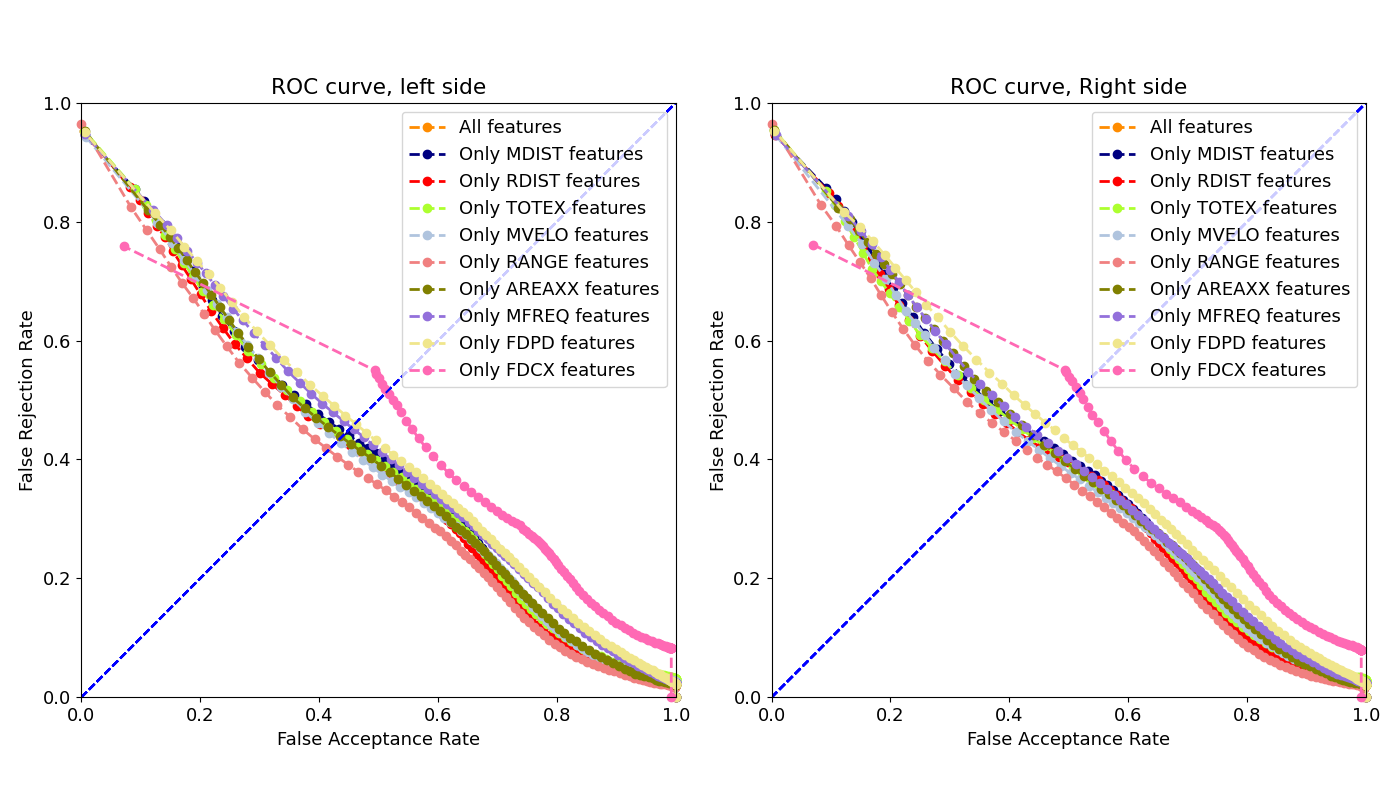 ROC curve, left side
False Rejection Rate
1.0
0.8
0.6
0.4
0.2
0.0
All features
Only MDIST features
Only RDIST features
Only TOTEX features
Only MVELO features
Only RANGE features
Only AREAXX features
Only MFREQ features
Only FDPD features
Only FDCX features
0.0 0.2 0.4 0.6 0.8 1.0
False Acceptance Rate
ROC curve, Right side
False Rejection Rate
1.0
0.8
0.6
0.4
0.2
0.0
All features
Only MDIST features
Only RDIST features
Only TOTEX features
Only MVELO features
Only RANGE features
Only AREAXX features
Only MFREQ features
Only FDPD features
Only FDCX features
0.0 0.2 0.4 0.6 0.8 1.0
False Acceptance Rate